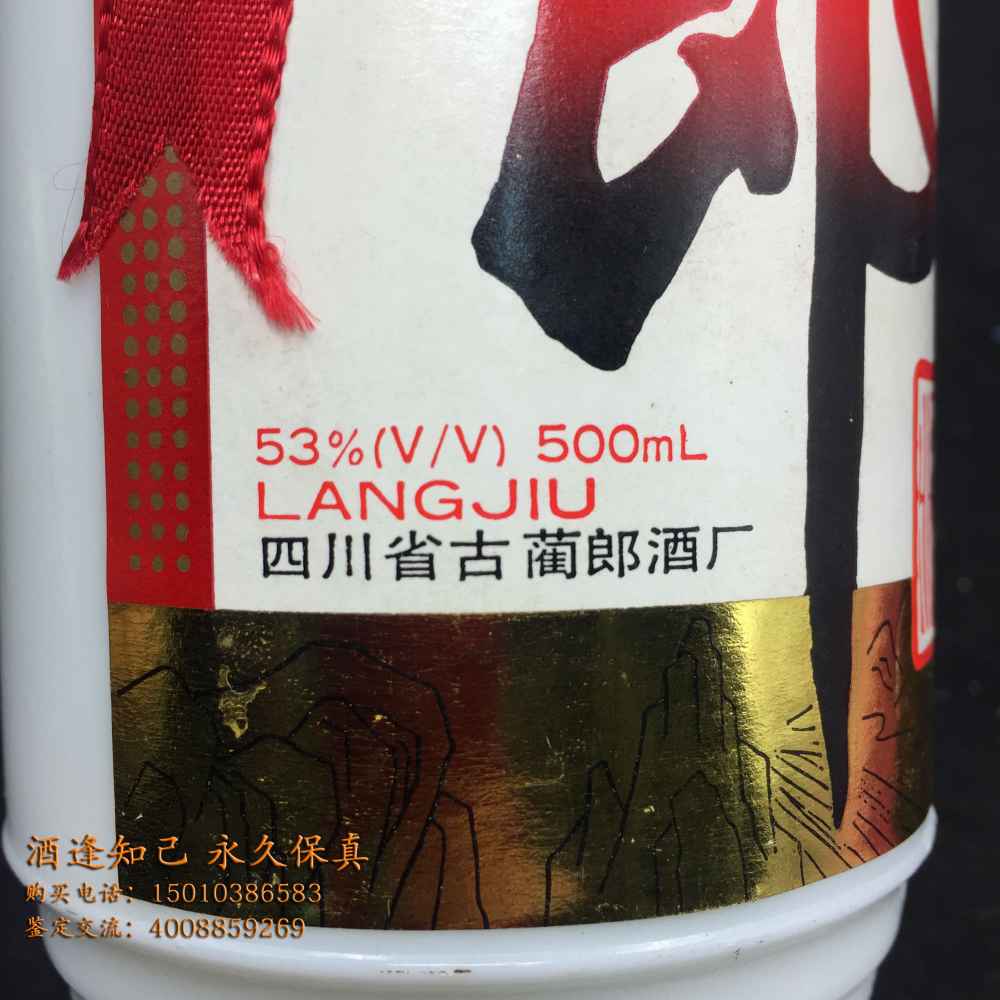 郎
53%(V/V) 500mL
LANGJIU
四川省古蔺郎酒厂
酒逢知己 永久保真
购买电话：15010386583
鉴定交流：4008859269